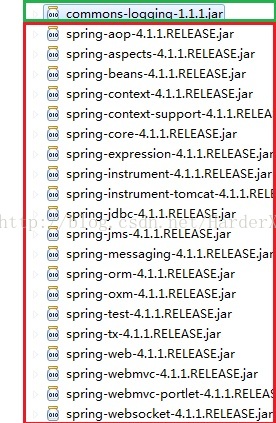 commons-logging-1.1.1.jar
spring-aop-4.1.1.RELEASE.jar
spring-aspects-4.1.1.RELEASE.jar
spring-beans-4.1.1.RELEASE.jar
spring-context-4.1.1.RELEASE.jar
spring-context-support-4.1.1.RELEA
spring-core-4.1.1.RELEASE.jar
spring-expression-4.1.1.RELEASE.jar
spring-instrument-4.1.1.RELEASE.jar
spring-instrument-tomcat-4.1.1.REL
spring-jdbc-4.1.1.RELEASE.jar
spring-jms-4.1.1.RELEASE.jar
spring-messaging-4.1.1.RELEASE.jar
spring-orm-4.1.1.RELEASE.jar
spring-oxm-4.1.1.RELEASE.jar
spring-test-4.1.1.RELEASE.jar
spring-tx-4.1.1.RELEASE.jar
spring-web-4.1.1.RELEASE.jar
spring-webmvc-4.1.1.RELEASE.jar
spring-webmvc-portlet-4.1.1.RELEAS
spring-websocket-4.1.1.RELEASE.jar